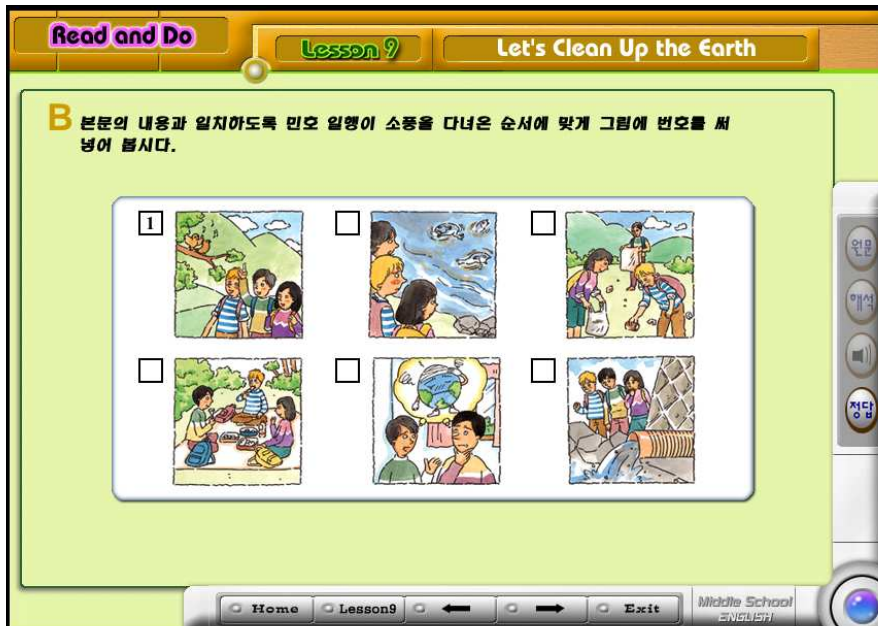 Read and Do
Lesson 9
Let's Clean Up the Earth
B 본문의 내용과 일치하도록 민호 일행이 소풍을 다녀온 순서에 맞게 그림에 번호를 써
넣어 봅시다.
1
원문
해석
정답
Home
Lesson9
Exit
Middle School
ENGLISH